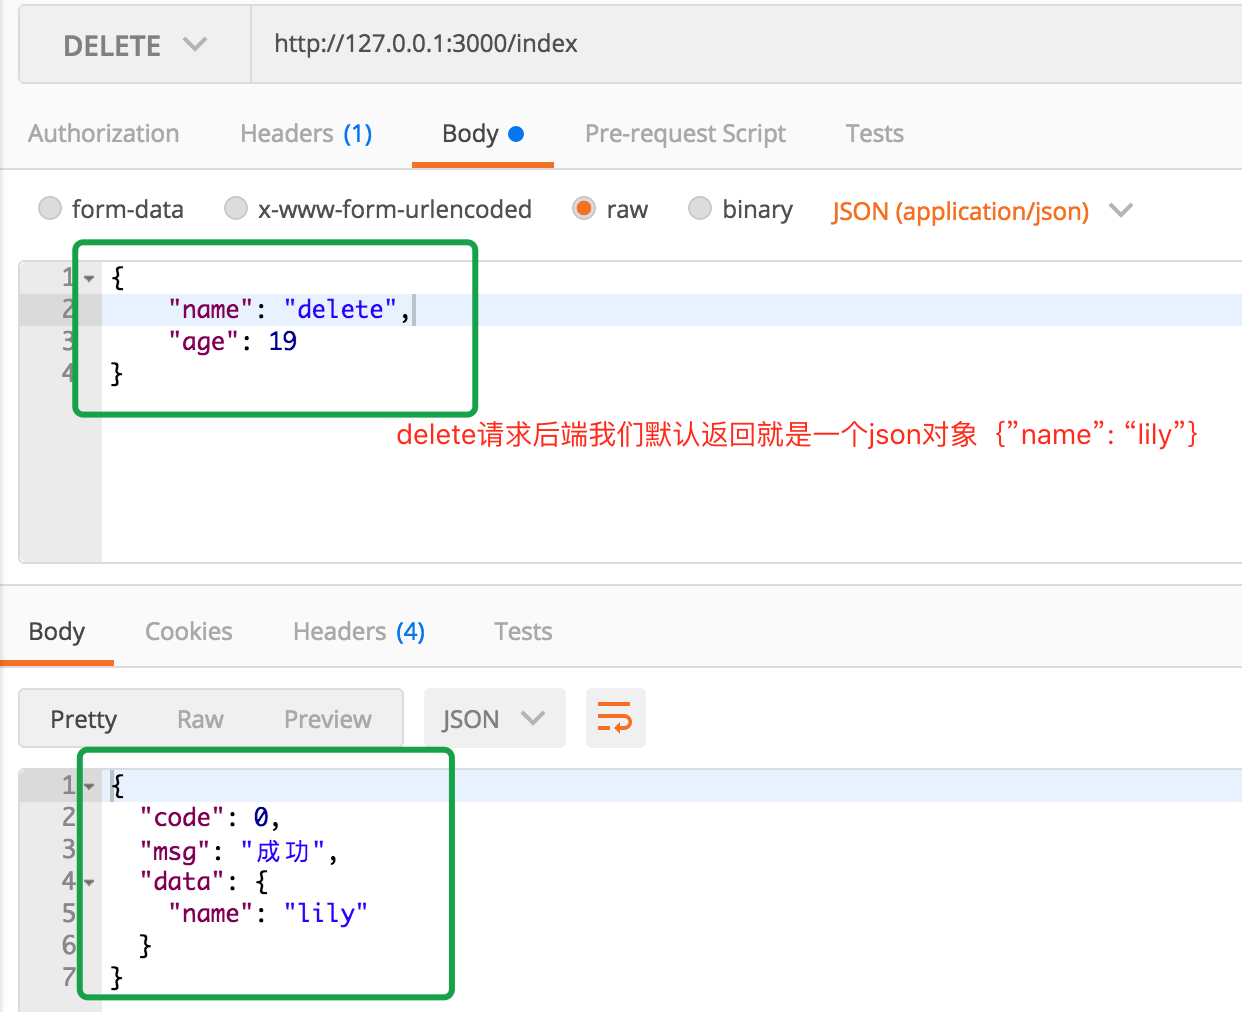 DELETE http://127.0.0.1:3000/index
Authorization Headers (1) Body Pre-request Script Tests
form-data x-www-form-urlencoded raw binary JSON (application/json)
1 {
2 "name": "delete",
3 "age": 19
4 }
delete请求后端我们默认返回就是一个json对象 {”name”: “lily”}
Body Cookies Headers (4) Tests
Pretty Raw Preview JSON
1 {
2 "code": 0,
3 "msg": "成功",
4 "data": {
5 "name": "lily"
6 }
7 }